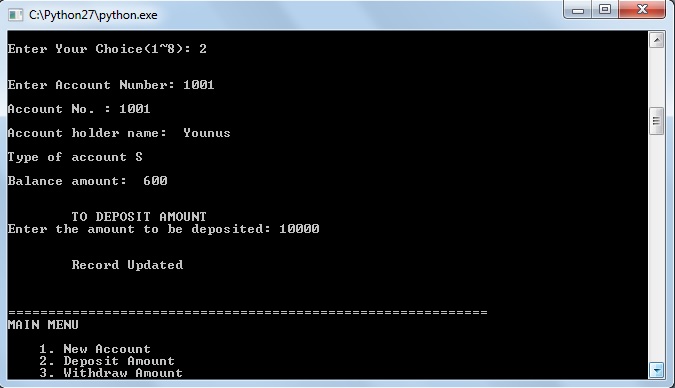 C:\Python27\python.exe
Enter Your Choice(1~8): 2
Enter Account Number: 1001
Account No. : 1001
Account holder name:  Younus
Type of account S
Balance amount:  600
TO DEPOSIT AMOUNT
Enter the amount to be deposited: 10000
Record Updated
============================================================
MAIN MENU
1. New Account
2. Deposit Amount
3. Withdraw Amount